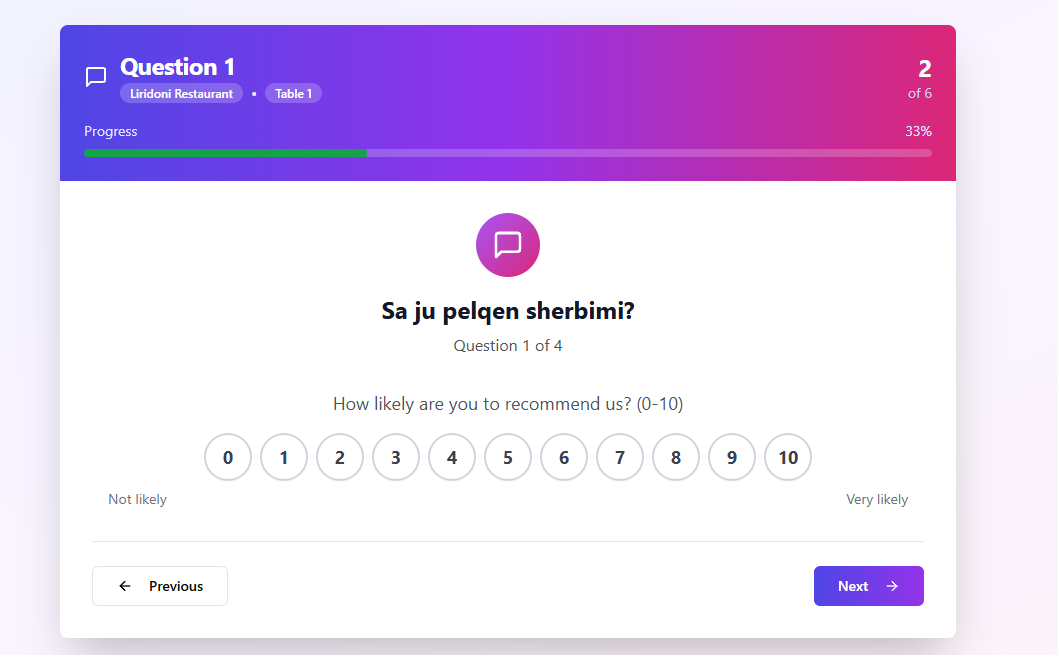 Question 1
Liridoni Restaurant • Table 1
2
of 6
Progress
33%
Sa ju pelqen sherbimi?
Question 1 of 4
How likely are you to recommend us? (0-10)
0 1 2 3 4 5 6 7 8 9 10
Not likely
Very likely
Previous
Next